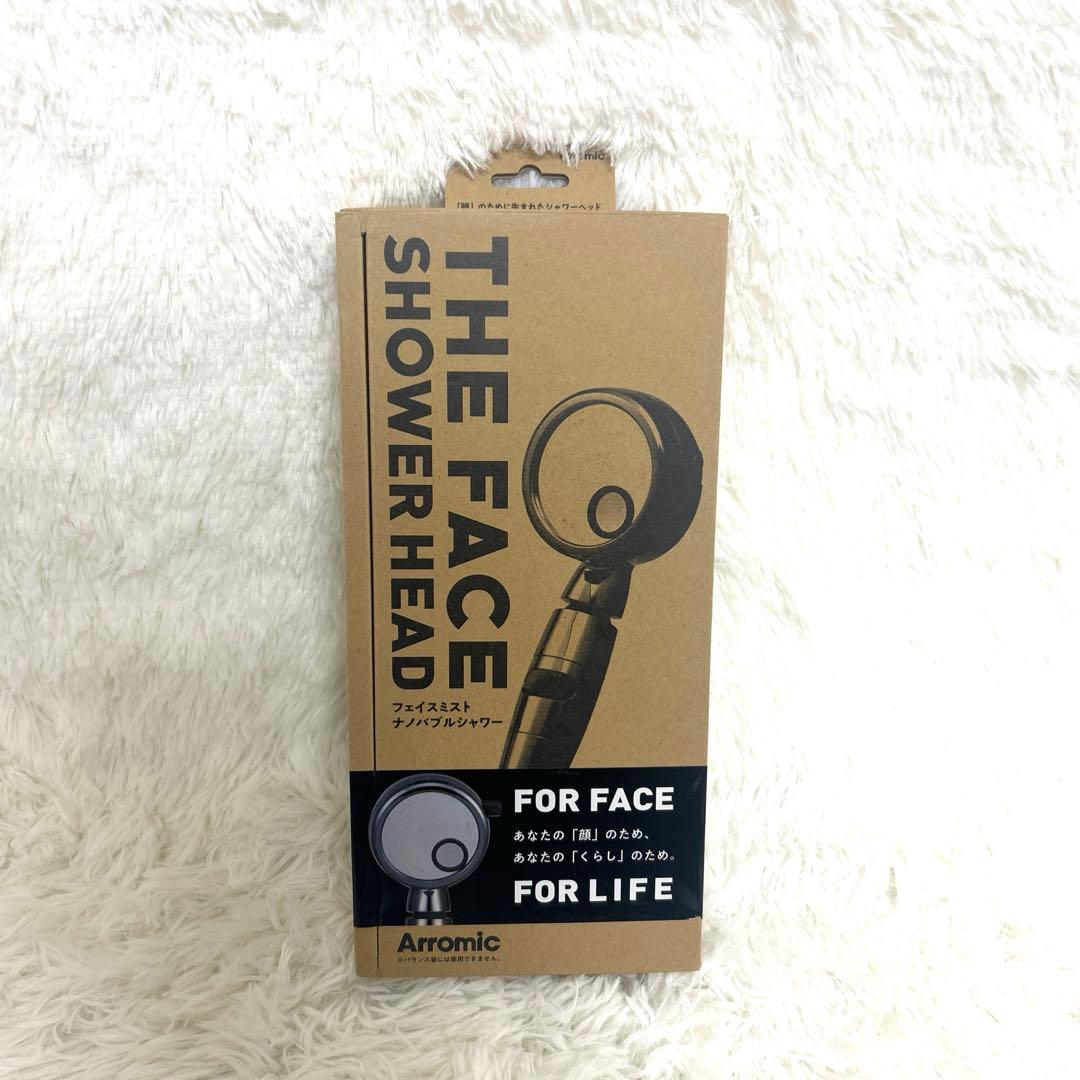 Arromic
「顔」のために生まれたシャワーヘッド
THE FACE
SHOWER HEAD
フェイスミスト
ナノバブルシャワー
FOR FACE
あなたの「顔」のため、
あなたの「くらし」のため。
FOR LIFE
Arromic
※バランス釜には使用できません。